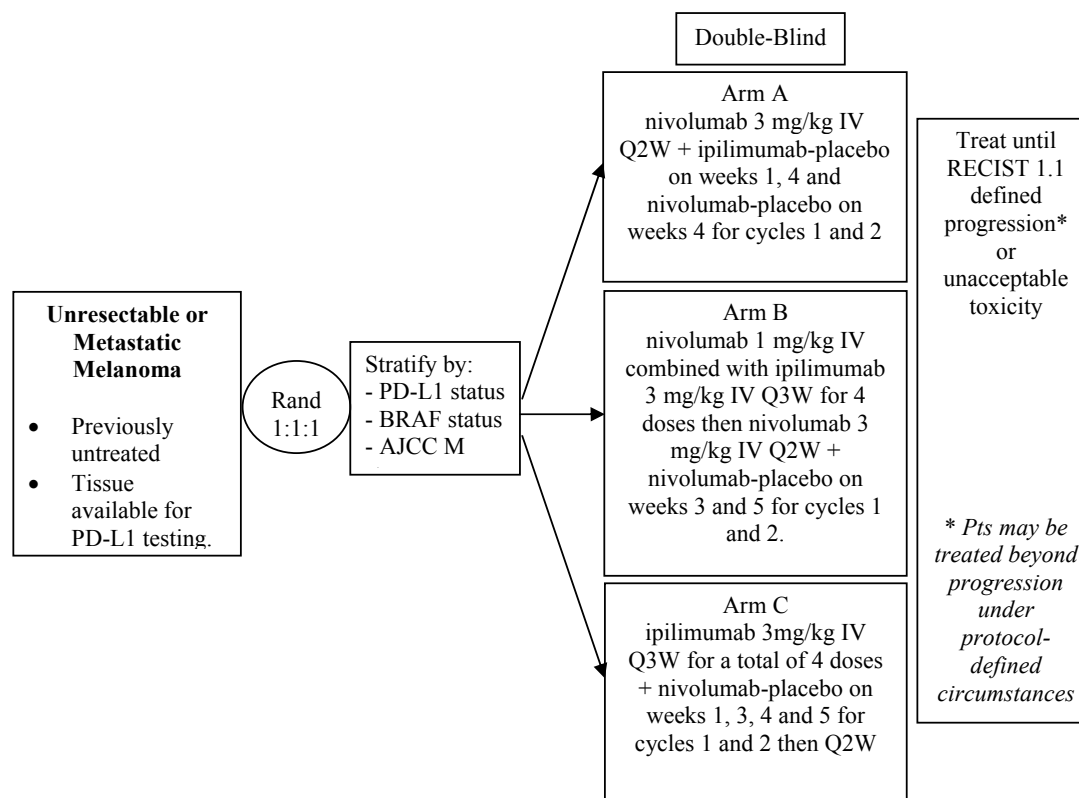 Double-Blind
Unresectable or
Metastatic
Melanoma
• Previously
untreated
• Tissue
available for
PD-L1 testing.
Rand
1:1:1
Stratify by:
- PD-L1 status
- BRAF status
- AJCC M
Arm A
nivolumab 3 mg/kg IV
Q2W + ipilimumab-placebo
on weeks 1, 4 and
nivolumab-placebo on
weeks 4 for cycles 1 and 2
Arm B
nivolumab 1 mg/kg IV
combined with ipilimumab
3 mg/kg IV Q3W for 4
doses then nivolumab 3
mg/kg IV Q2W +
nivolumab-placebo on
weeks 3 and 5 for cycles 1
and 2.
Arm C
ipilimumab 3mg/kg IV
Q3W for a total of 4 doses
+ nivolumab-placebo on
weeks 1, 3, 4 and 5 for
cycles 1 and 2 then Q2W
Treat until
RECIST 1.1
defined
progression*
or
unacceptable
toxicity
* Pts may be
treated beyond
progression
under
protocol-
defined
circumstances